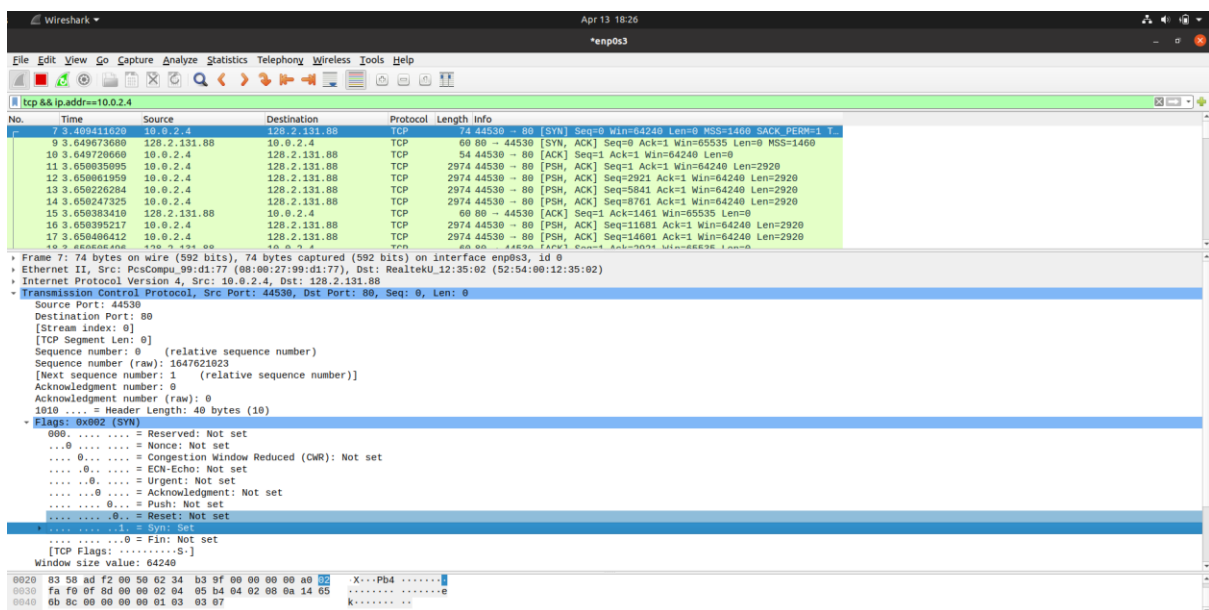 Wireshark Apr 13 18:26
*enp0s3
File Edit View Go Capture Analyze Statistics Telephony Wireless Tools Help
tcp && ip.addr==10.0.2.4
No. Time Source Destination Protocol Length Info
7 3.409411620 10.0.2.4 128.2.131.88 TCP 74 44530 → 80 [SYN] Seq=0 Win=64240 Len=0 MSS=1460 SACK_PERM=1 T…
9 3.649673680 128.2.131.88 10.0.2.4 TCP 60 80 → 44530 [SYN, ACK] Seq=0 Ack=1 Win=65535 Len=0 MSS=1460
10 3.649720660 10.0.2.4 128.2.131.88 TCP 54 44530 → 80 [ACK] Seq=1 Ack=1 Win=64240 Len=0
11 3.650035095 10.0.2.4 128.2.131.88 TCP 2974 44530 → 80 [PSH, ACK] Seq=1 Ack=1 Win=64240 Len=2920
12 3.650061959 10.0.2.4 128.2.131.88 TCP 2974 44530 → 80 [PSH, ACK] Seq=2921 Ack=1 Win=64240 Len=2920
13 3.650226284 10.0.2.4 128.2.131.88 TCP 2974 44530 → 80 [PSH, ACK] Seq=5841 Ack=1 Win=64240 Len=2920
14 3.650247325 10.0.2.4 128.2.131.88 TCP 2974 44530 → 80 [PSH, ACK] Seq=8761 Ack=1 Win=64240 Len=2920
15 3.650383410 128.2.131.88 10.0.2.4 TCP 60 80 → 44530 [ACK] Seq=1 Ack=1461 Win=65535 Len=0
16 3.650395217 10.0.2.4 128.2.131.88 TCP 2974 44530 → 80 [PSH, ACK] Seq=11681 Ack=1 Win=64240 Len=2920
17 3.650406412 10.0.2.4 128.2.131.88 TCP 2974 44530 → 80 [PSH, ACK] Seq=14601 Ack=1 Win=64240 Len=2920
Frame 7: 74 bytes on wire (592 bits), 74 bytes captured (592 bits) on interface enp0s3, id 0
Ethernet II, Src: PcsCompu_99:d1:77 (08:00:27:99:d1:77), Dst: RealtekU_12:35:02 (52:54:00:12:35:02)
Internet Protocol Version 4, Src: 10.0.2.4, Dst: 128.2.131.88
Transmission Control Protocol, Src Port: 44530, Dst Port: 80, Seq: 0, Len: 0
Source Port: 44530
Destination Port: 80
[Stream index: 0]
[TCP Segment Len: 0]
Sequence number: 0 (relative sequence number)
Sequence number (raw): 1647621023
[Next sequence number: 1 (relative sequence number)]
Acknowledgment number: 0
Acknowledgment number (raw): 0
1010 .... = Header Length: 40 bytes (10)
Flags: 0x002 (SYN)
000. .... .... = Reserved: Not set
...0 .... .... = Nonce: Not set
.... 0... .... = Congestion Window Reduced (CWR): Not set
.... .0.. .... = ECN-Echo: Not set
.... ..0. .... = Urgent: Not set
.... ...0 .... = Acknowledgment: Not set
.... .... 0... = Push: Not set
.... .... .0.. = Reset: Not set
.... .... ..1. = Syn: Set
.... .... ...0 = Fin: Not set
[TCP Flags: ··········S·]
Window size value: 64240
0020 83 58 ad f2 00 50 62 34 b3 9f 00 00 00 00 a0 02 ·X···Pb4 ········
0030 fa f0 0f 8d 00 00 02 04 05 b4 04 02 08 0a 14 65 ········ ·······e
0040 6b 8c 00 00 00 00 01 03 03 07 k······· ··